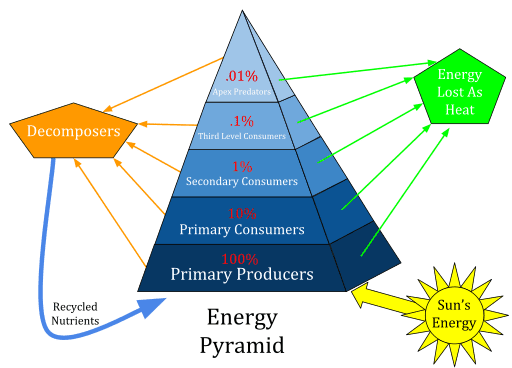 .01%
Apex Predators
Energy
Lost As
Heat
.1%
Third Level Consumers
Decomposers
1%
Secondary Consumers
10%
Primary Consumers
100%
Primary Producers
Recycled
Nutrients
Energy
Pyramid
Sun's
Energy